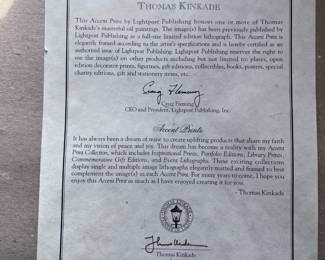 THOMAS KINKADE
This Accent Print by Lightpost Publishing honors one or more of Thomas
Kinkade's masterful oil paintings. The image(s) has been previously published by
Lightpost Publishing as a full-size limited edition lithograph. This Accent Print is
elegantly framed according to the artist's specifications and is hereby certified as an
authorized issue of Lightpost Publishing. Lightpost Publishing reserves the right to
use the image(s) on other products including but not limited to: plates, open
edition decorative prints, figurines, gift editions, collectibles, books, posters, special
charity editions, gift and stationery items, etc.
Craig Fleming
Craig Fleming
CEO and President, Lightpost Publishing, Inc.
Accent Prints
It has always been a dream of mine to create uplifting products that share my faith
and my vision of peace and joy. This dream has become a reality with my Accent
Print Collection, which includes Inspirational Prints, Portfolio Editions, Library Prints,
Commemorative Gift Editions, and Event Lithographs. These exciting collections
display single and multiple image lithographs elegantly matted and framed to best
complement the image(s) in each Accent Print. For many years to come, I hope you
enjoy this Accent Print as much as I have enjoyed creating it for you.
- Thomas Kinkade
Thomas Kinkade